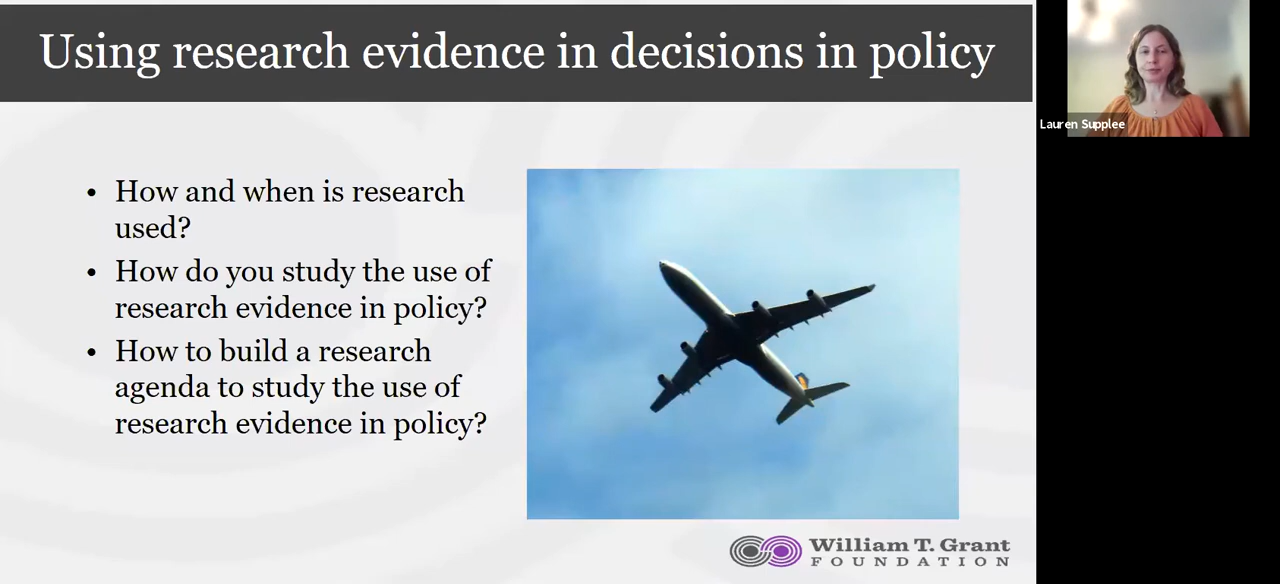 Using research evidence in decisions in policy
• How and when is research
used?
• How do you study the use of
research evidence in policy?
• How to build a research
agenda to study the use of
research evidence in policy?
William T. Grant
FOUNDATION
Lauren Supplee